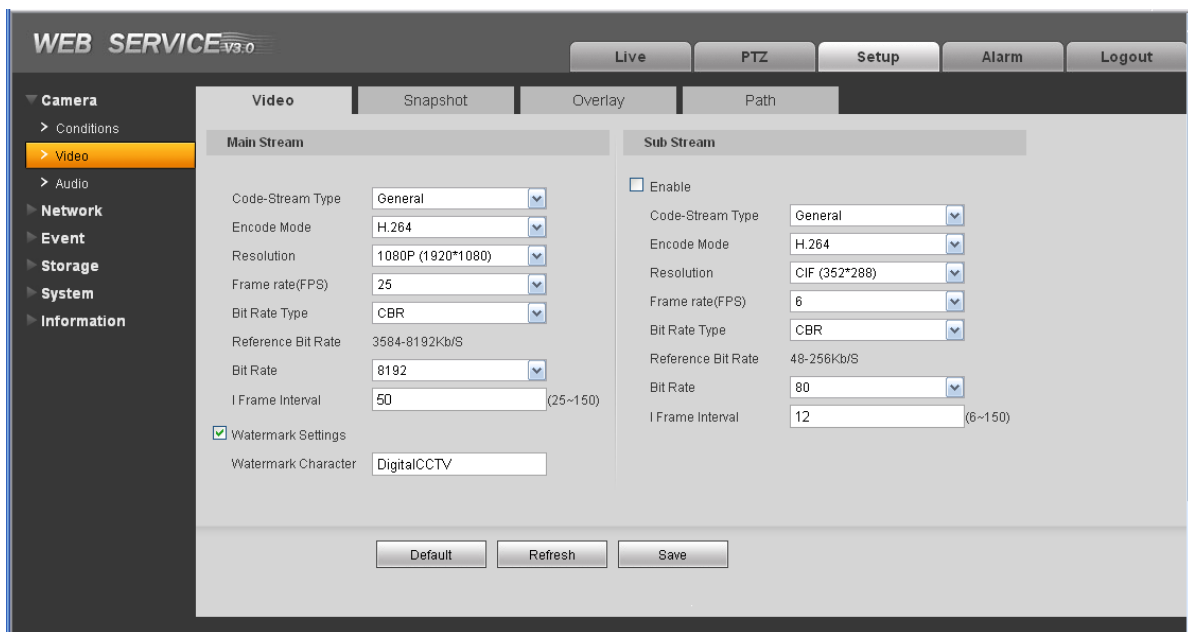 WEB SERVICE V3.0
Live
PTZ
Setup
Alarm
Logout
Camera
Conditions
Video
Audio
Network
Event
Storage
System
Information
Video
Snapshot
Overlay
Path
Main Stream
Code-Stream Type General
Encode Mode H.264
Resolution 1080P (1920*1080)
Frame rate(FPS) 25
Bit Rate Type CBR
Reference Bit Rate 3584-8192Kb/S
Bit Rate 8192
I Frame Interval 50 (25~150)
Watermark Settings
Watermark Character DigitalCCTV
Sub Stream
Enable
Code-Stream Type General
Encode Mode H.264
Resolution CIF (352*288)
Frame rate(FPS) 6
Bit Rate Type CBR
Reference Bit Rate 48-256Kb/S
Bit Rate 80
I Frame Interval 12 (6~150)
Default
Refresh
Save